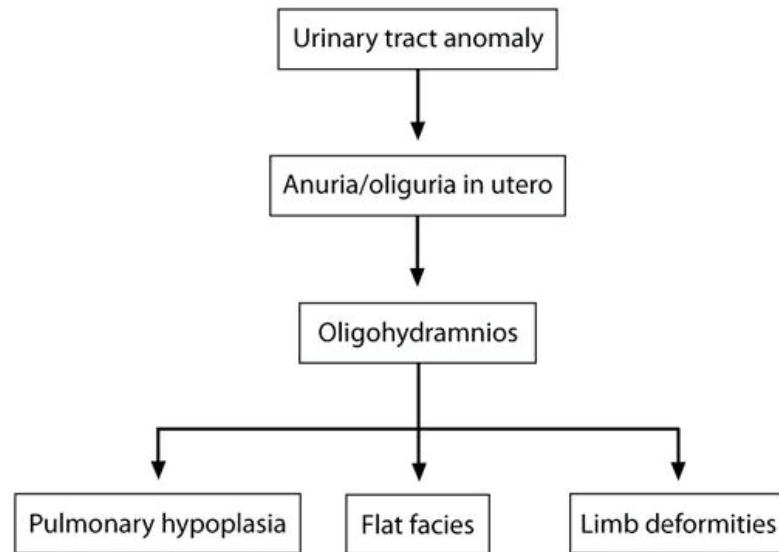 Urinary tract anomaly
Anuria/oliguria in utero
Oligohydramnios
Pulmonary hypoplasia
Flat facies
Limb deformities